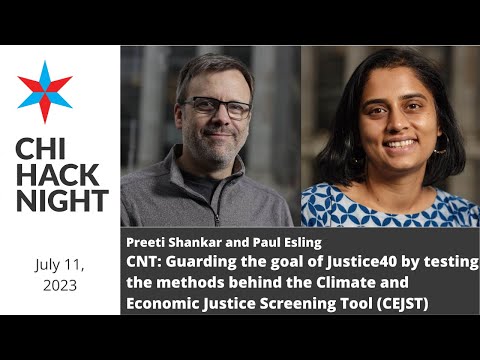 CHI
HACK
NIGHT
July 11,
2023
Preeti Shankar and Paul Esling
CNT: Guarding the goal of Justice40 by testing
the methods behind the Climate and
Economic Justice Screening Tool (CEJST)